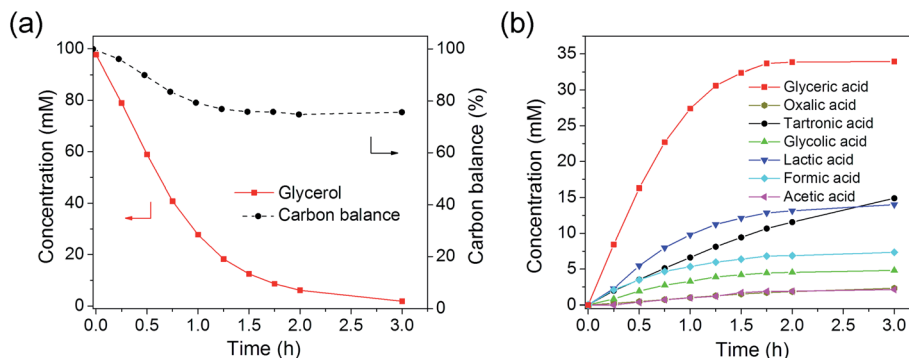 (a)
100
80
60
40
20
0
Concentration (mM)
0.0 0.5 1.0 1.5 2.0 2.5 3.0
Time (h)
100
80
60
40
20
0
Carbon balance (%)
Glycerol
Carbon balance
(b)
35
30
25
20
15
10
5
0
Concentration (mM)
0.0 0.5 1.0 1.5 2.0 2.5 3.0
Time (h)
Glyceric acid
Oxalic acid
Tartronic acid
Glycolic acid
Lactic acid
Formic acid
Acetic acid